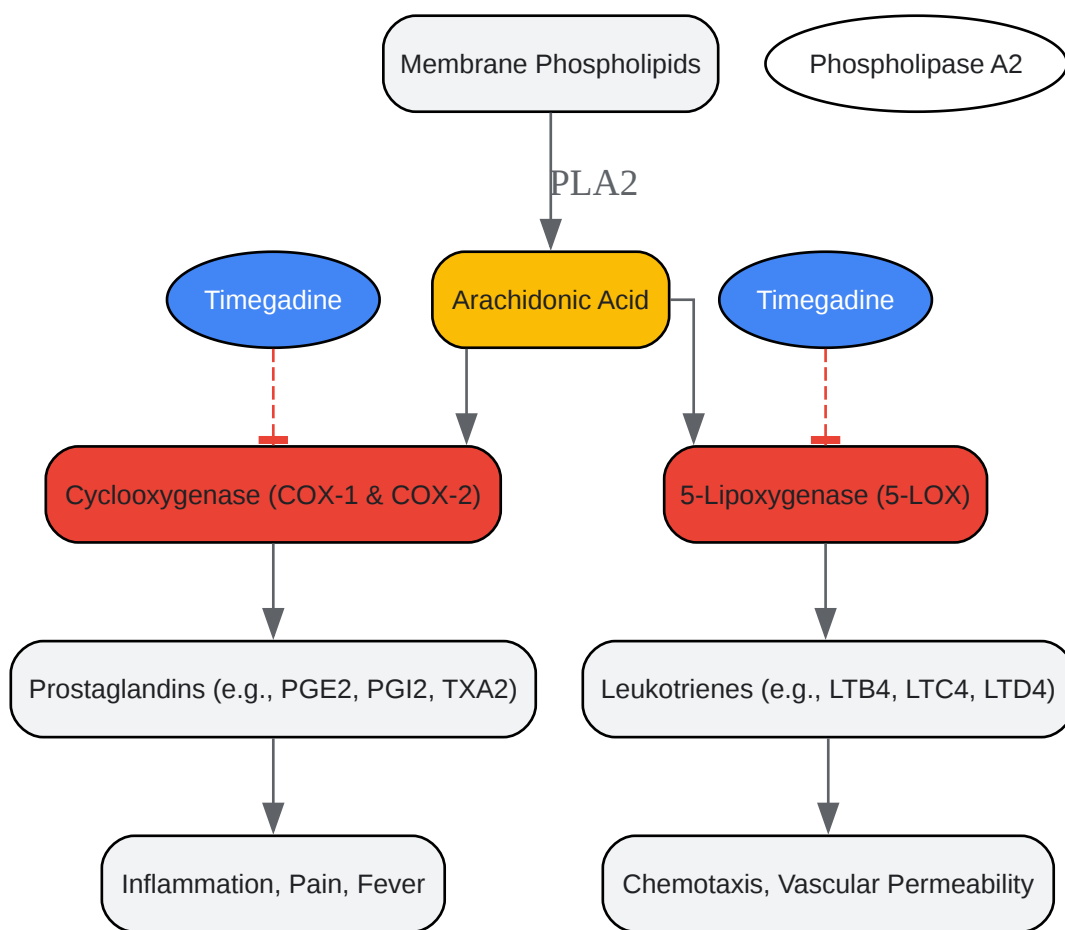 Membrane Phospholipids
Phospholipase A2
PLA2
Timegadine
Arachidonic Acid
Timegadine
Cyclooxygenase (COX-1 & COX-2)
5-Lipoxygenase (5-LOX)
Prostaglandins (e.g., PGE2, PGI2, TXA2)
Leukotrienes (e.g., LTB4, LTC4, LTD4)
Inflammation, Pain, Fever
Chemotaxis, Vascular Permeability